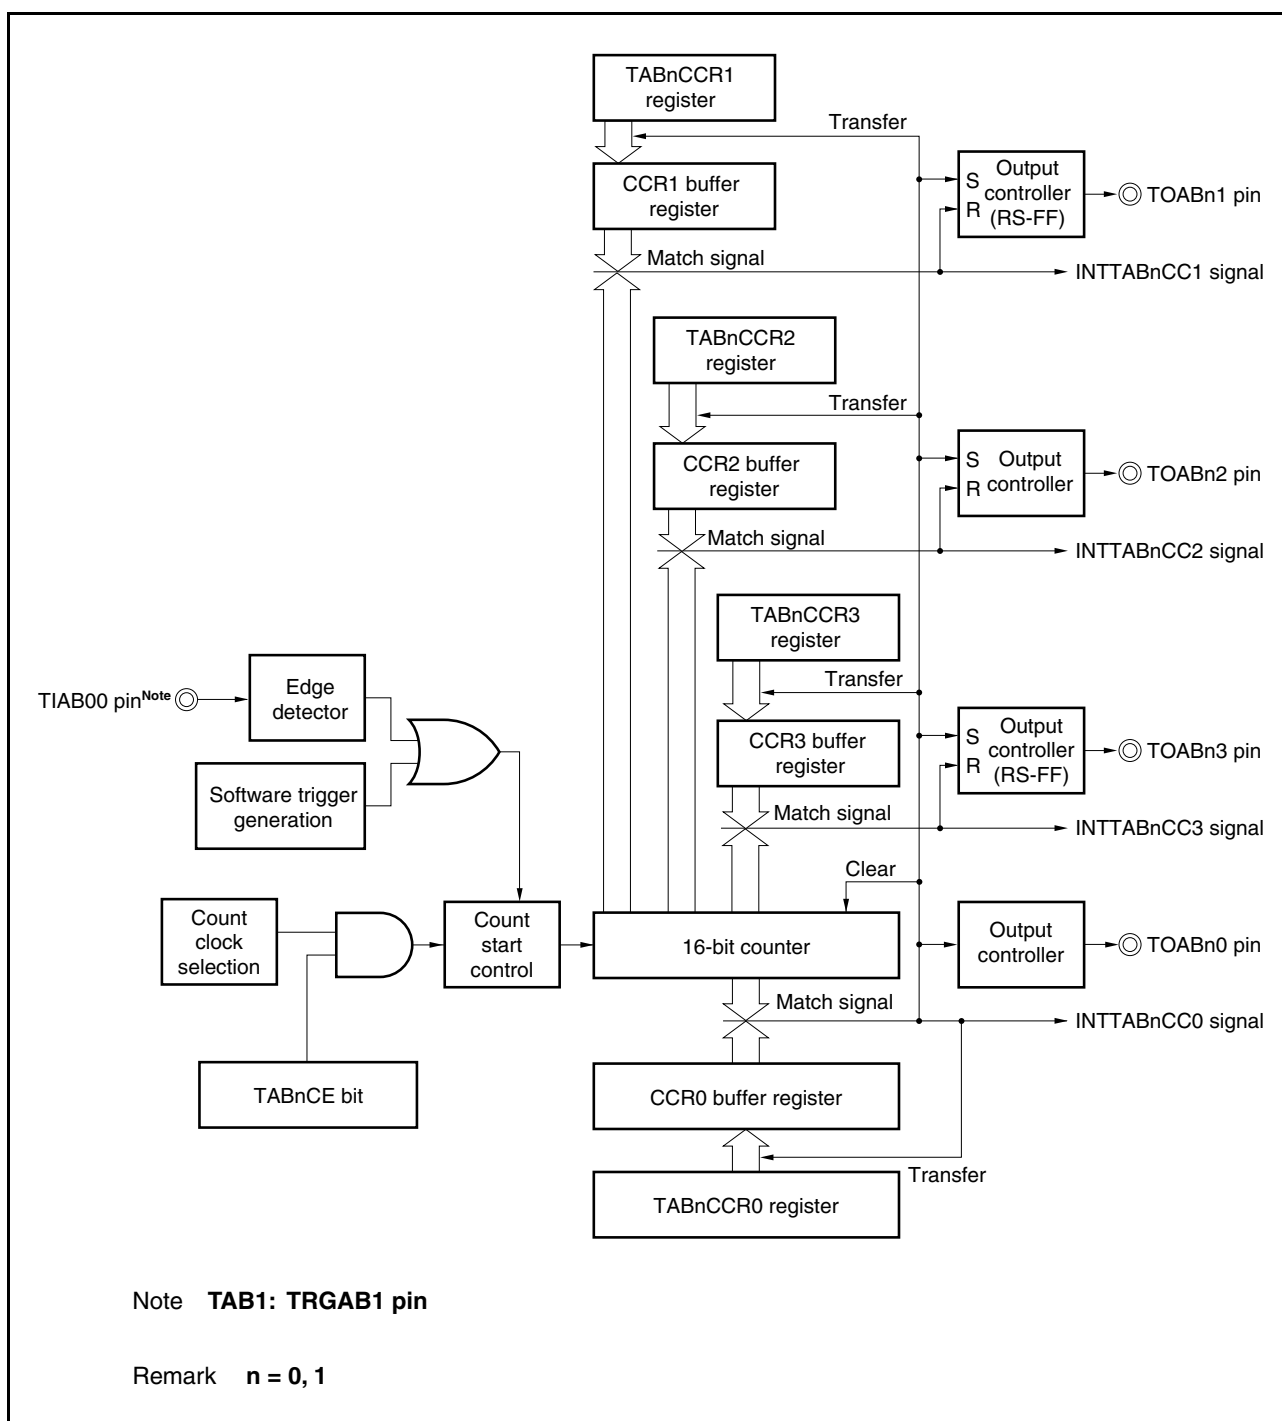 TABnCCR1
register
Transfer
CCR1 buffer
register
S
R
Output
controller
(RS-FF)
TOABn1 pin
Match signal
INTTABnCC1 signal
TABnCCR2
register
Transfer
CCR2 buffer
register
S
R
Output
controller
TOABn2 pin
Match signal
INTTABnCC2 signal
TABnCCR3
register
Transfer
TIAB00 pinNote
Edge
detector
CCR3 buffer
register
S
R
Output
controller
(RS-FF)
TOABn3 pin
Software trigger
generation
Match signal
INTTABnCC3 signal
Clear
Count
clock
selection
Count
start
control
16-bit counter
Output
controller
TOABn0 pin
Match signal
INTTABnCC0 signal
TABnCE bit
CCR0 buffer register
Transfer
TABnCCR0 register
Note TAB1: TRGAB1 pin
Remark n = 0, 1